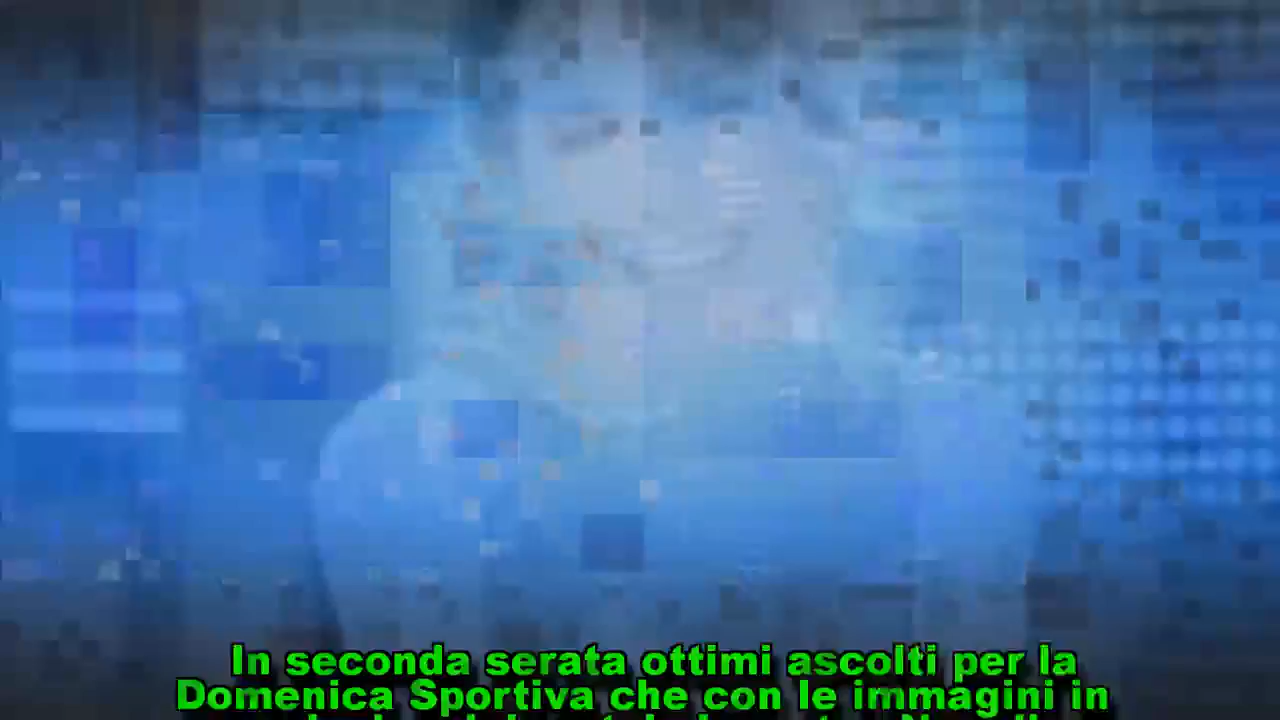 In seconda serata ottimi ascolti per la
Domenica Sportiva che con le immagini in